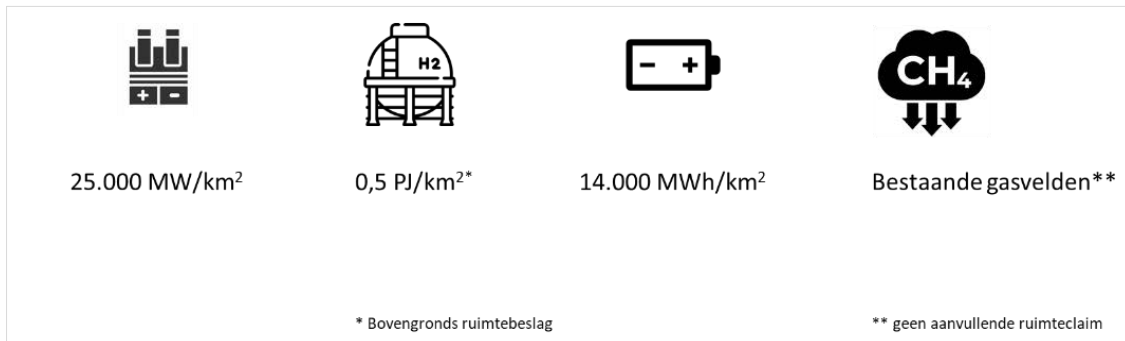 H2
CH₄
25.000 MW/km²
0,5 PJ/km²*
14.000 MWh/km²
Bestaande gasvelden**
* Bovengronds ruimtebeslag
** geen aanvullende ruimteclaim